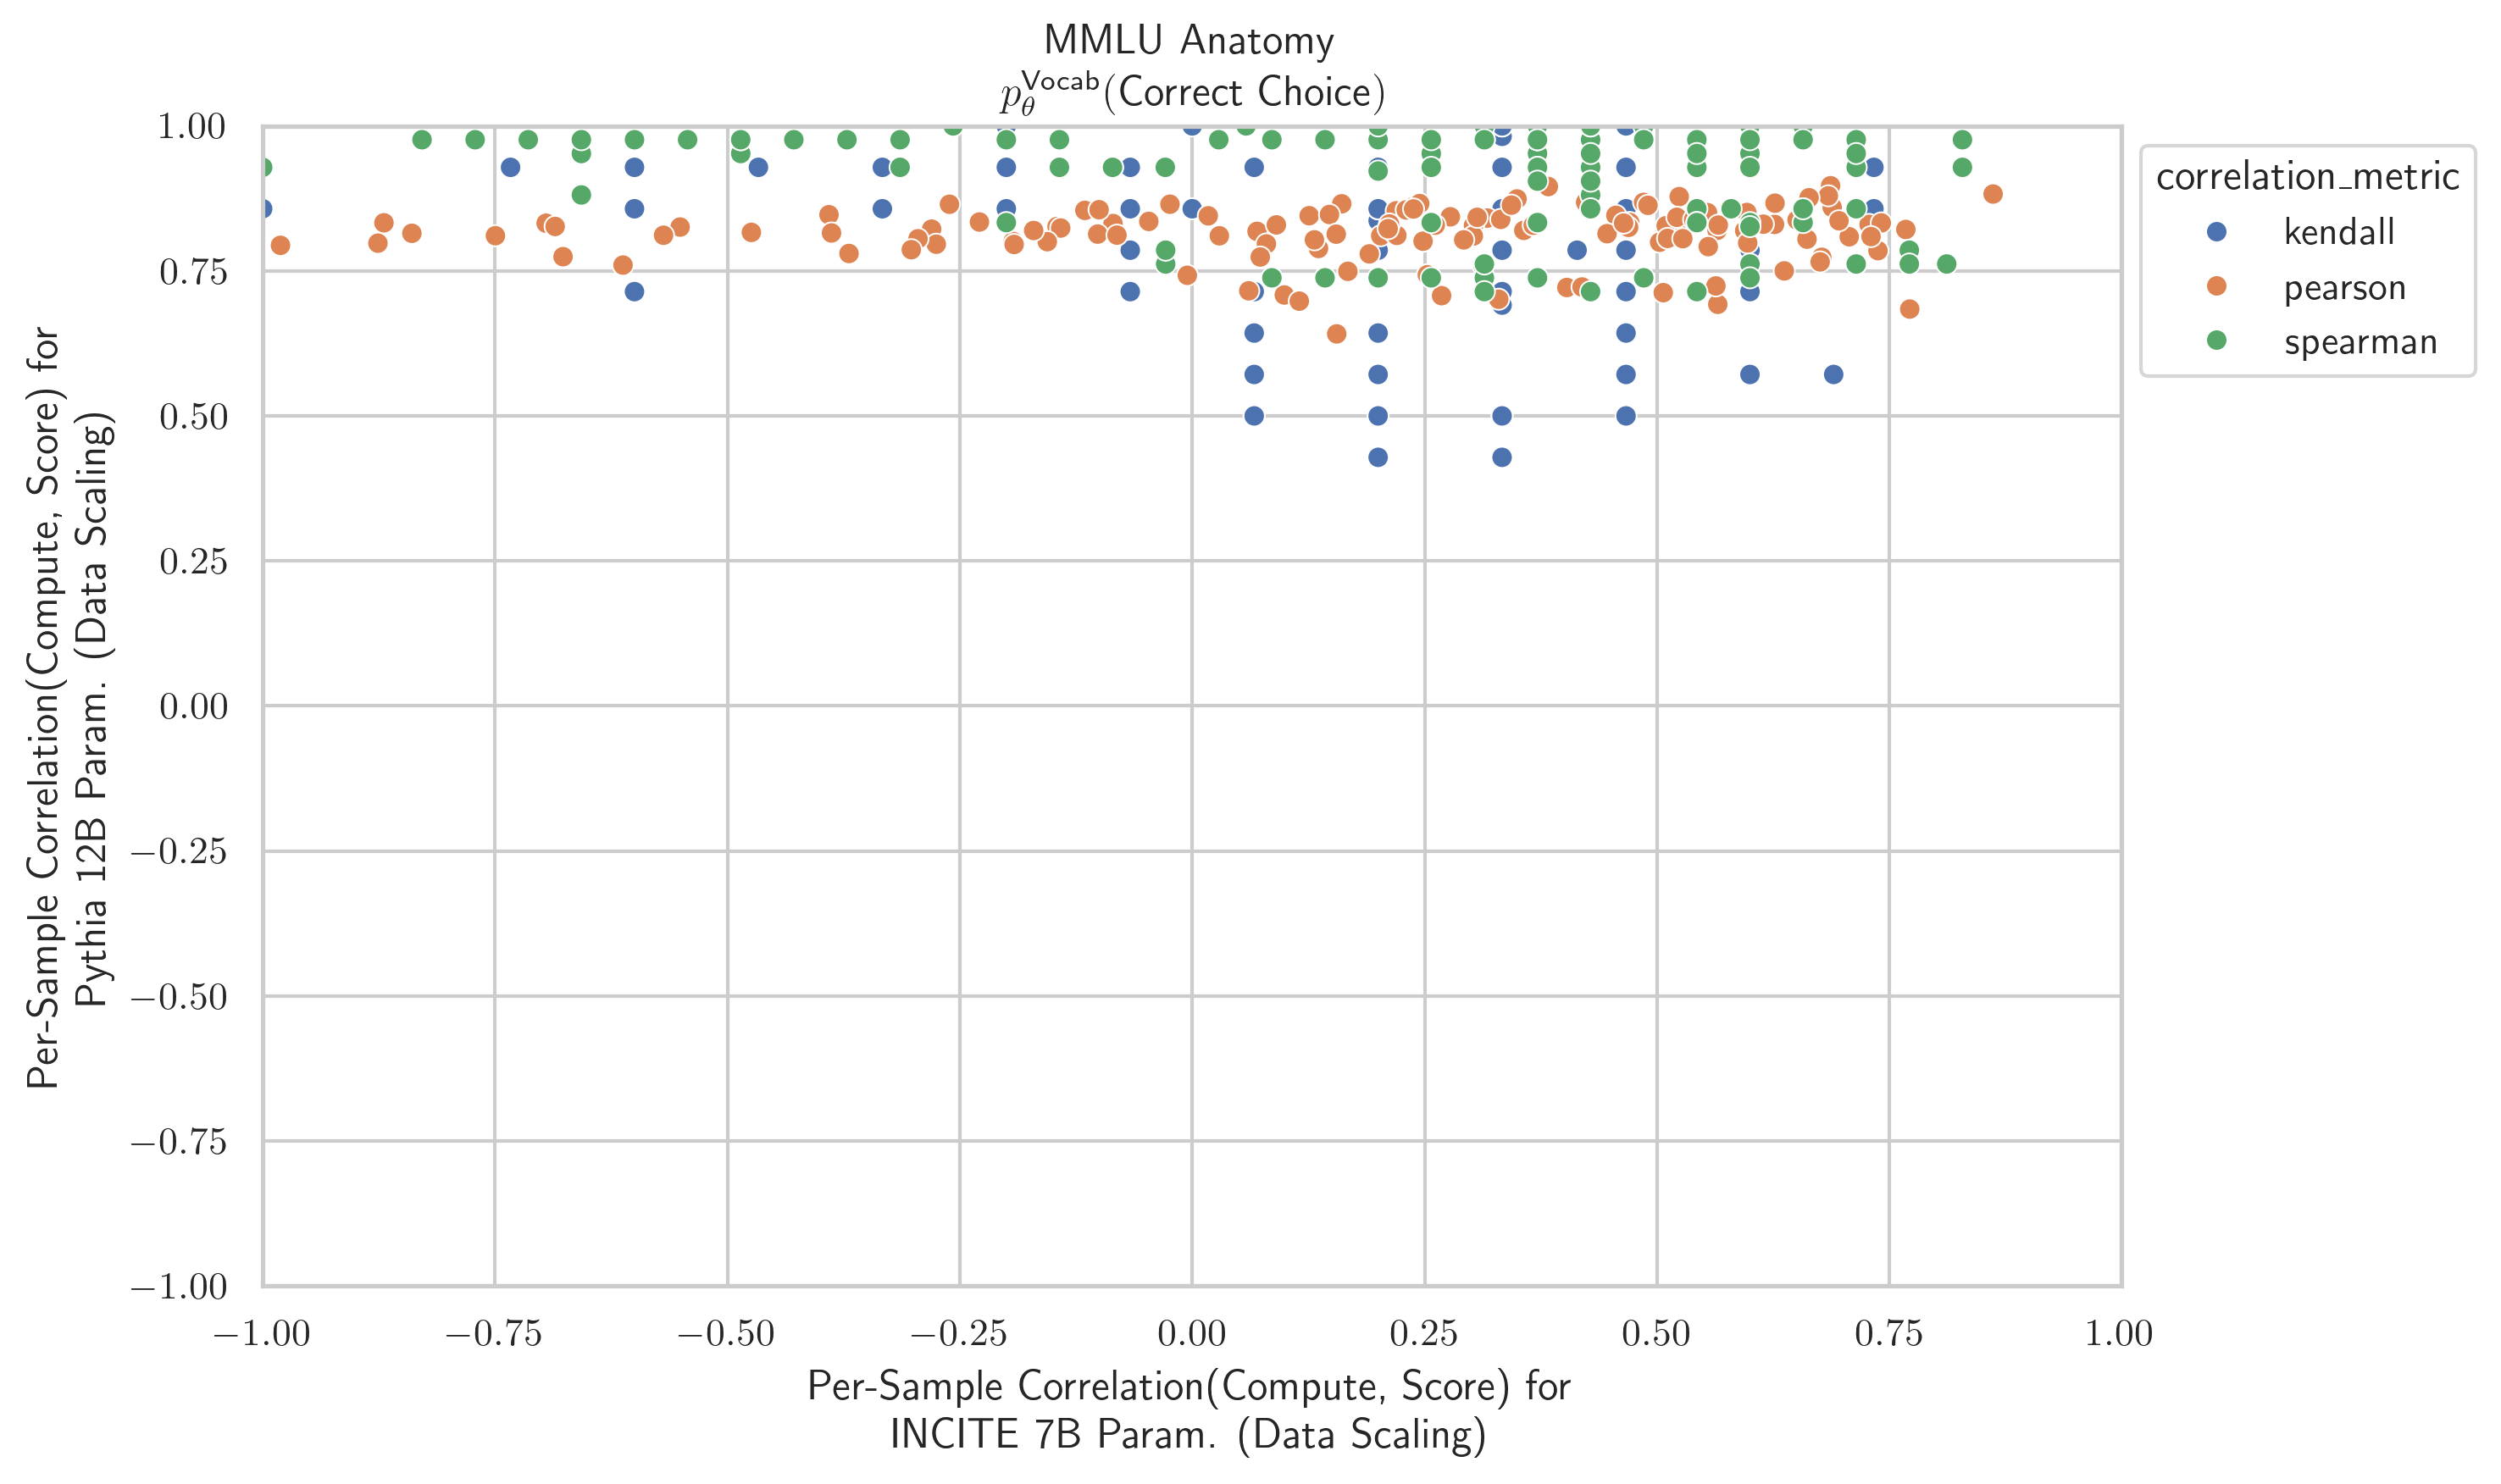 MMLU Anatomy
p_θ^Vocab(Correct Choice)
1.00
0.75
0.50
0.25
0.00
−0.25
−0.50
−0.75
−1.00
Per-Sample Correlation(Compute, Score) for
Pythia 12B Param. (Data Scaling)
−1.00
−0.75
−0.50
−0.25
0.00
0.25
0.50
0.75
1.00
Per-Sample Correlation(Compute, Score) for
INCITE 7B Param. (Data Scaling)
correlation_metric
kendall
pearson
spearman